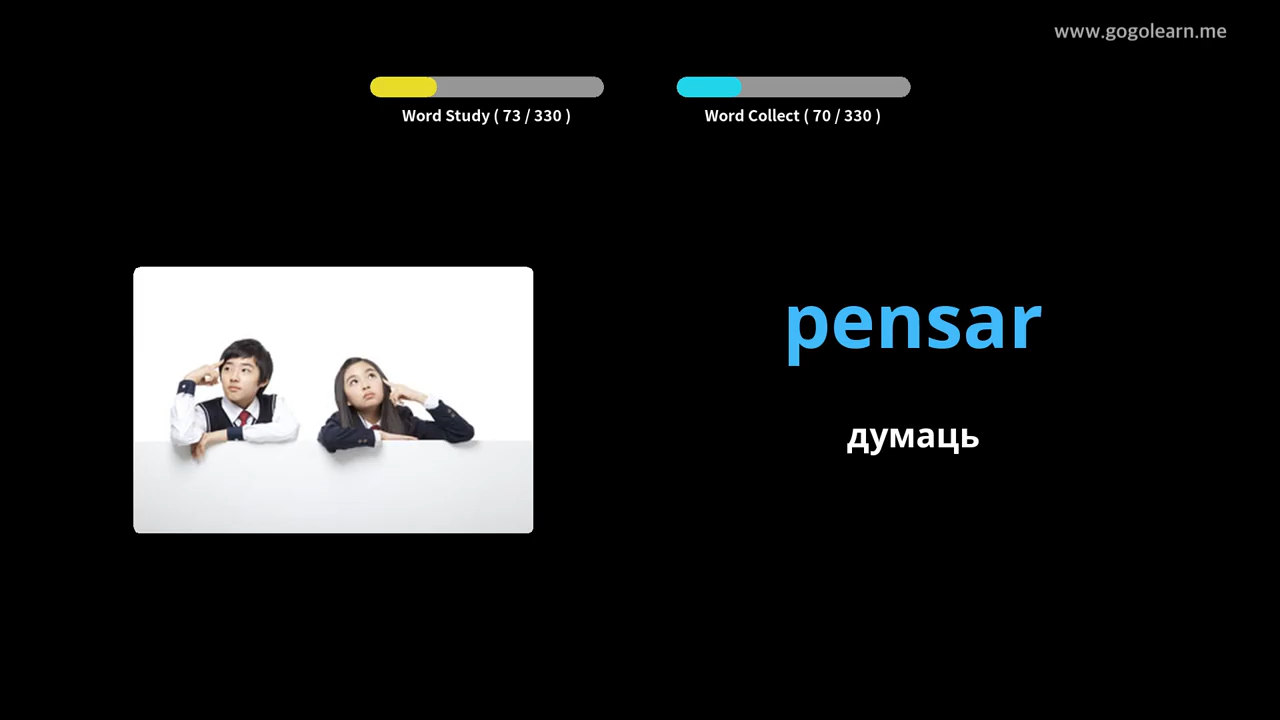 www.gogolearn.me
Word Study ( 73 / 330 )
Word Collect ( 70 / 330 )
pensar
думаць